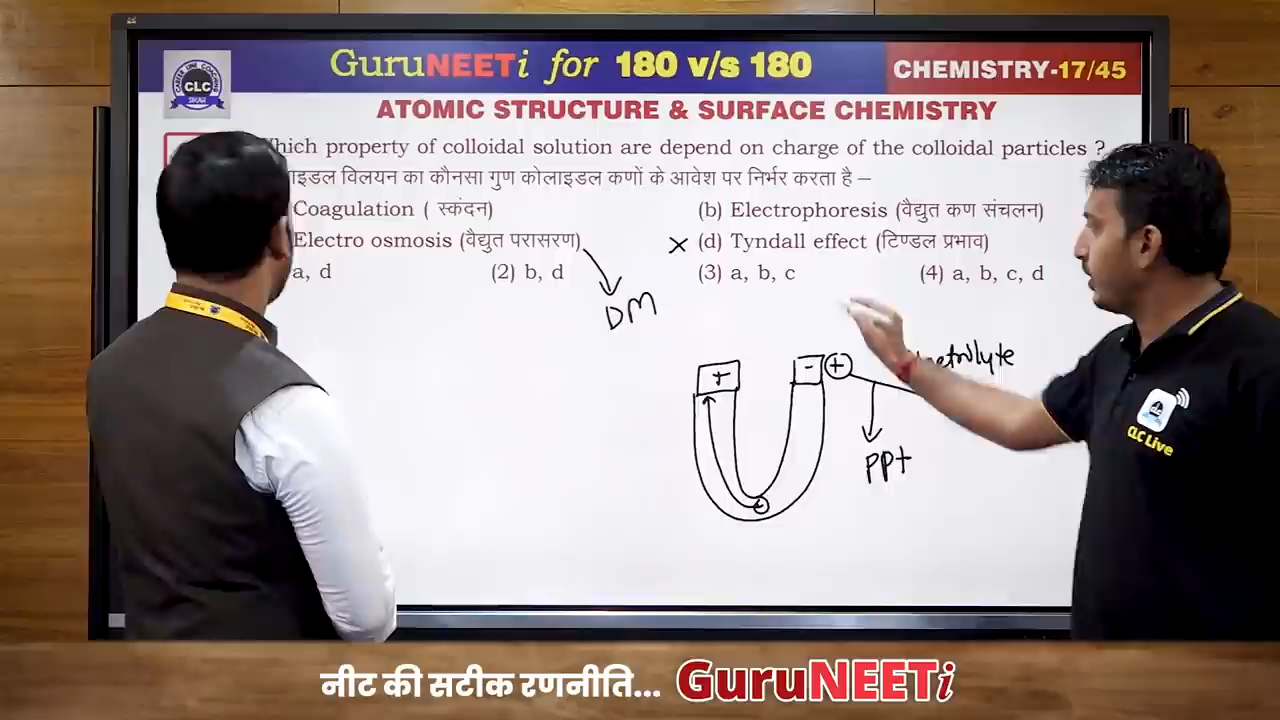 GuruNEETi for 180 v/s 180
CHEMISTRY-17/45
CLC
SIKAR
ATOMIC STRUCTURE & SURFACE CHEMISTRY
property of colloidal solution are depend on charge of the colloidal particles ?
विलयन का कौनसा गुण कोलाइडल कणों के आवेश पर निर्भर करता है –
Coagulation ( स्कंदन)
(b) Electrophoresis (वैद्युत कण संचलन)
Electro osmosis (वैद्युत परासरण)
× (d) Tyndall effect (टिण्डल प्रभाव)
a, d
(2) b, d
(3) a, b, c
(4) a, b, c, d
DM
+
- +
PPt
CLC Live
नीट की सटीक रणनीति... GuruNEETi